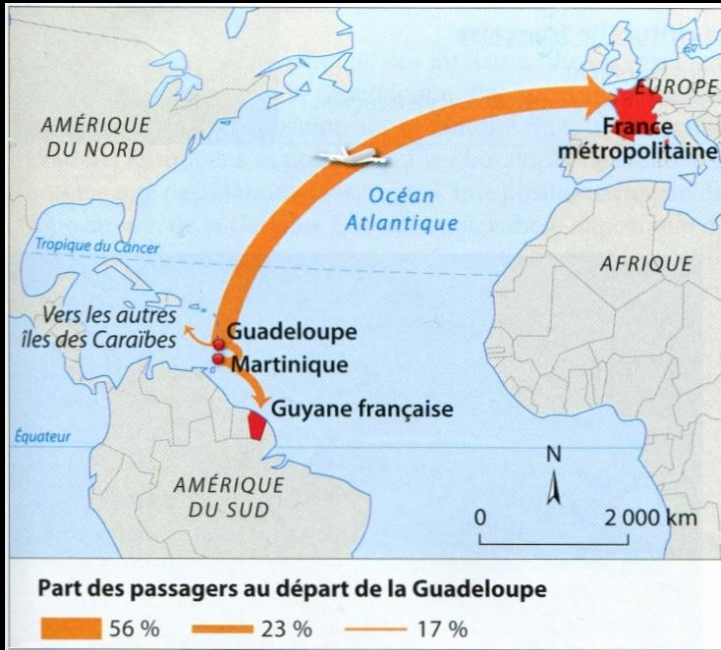 EUROPE
AMÉRIQUE
DU NORD
France
métropolitaine
Océan
Atlantique
Tropique du Cancer
AFRIQUE
Vers les autres
îles des Caraïbes
Guadeloupe
Martinique
Guyane française
Équateur
N
AMÉRIQUE
DU SUD
0 2 000 km
Part des passagers au départ de la Guadeloupe
56 % 23 % 17 %